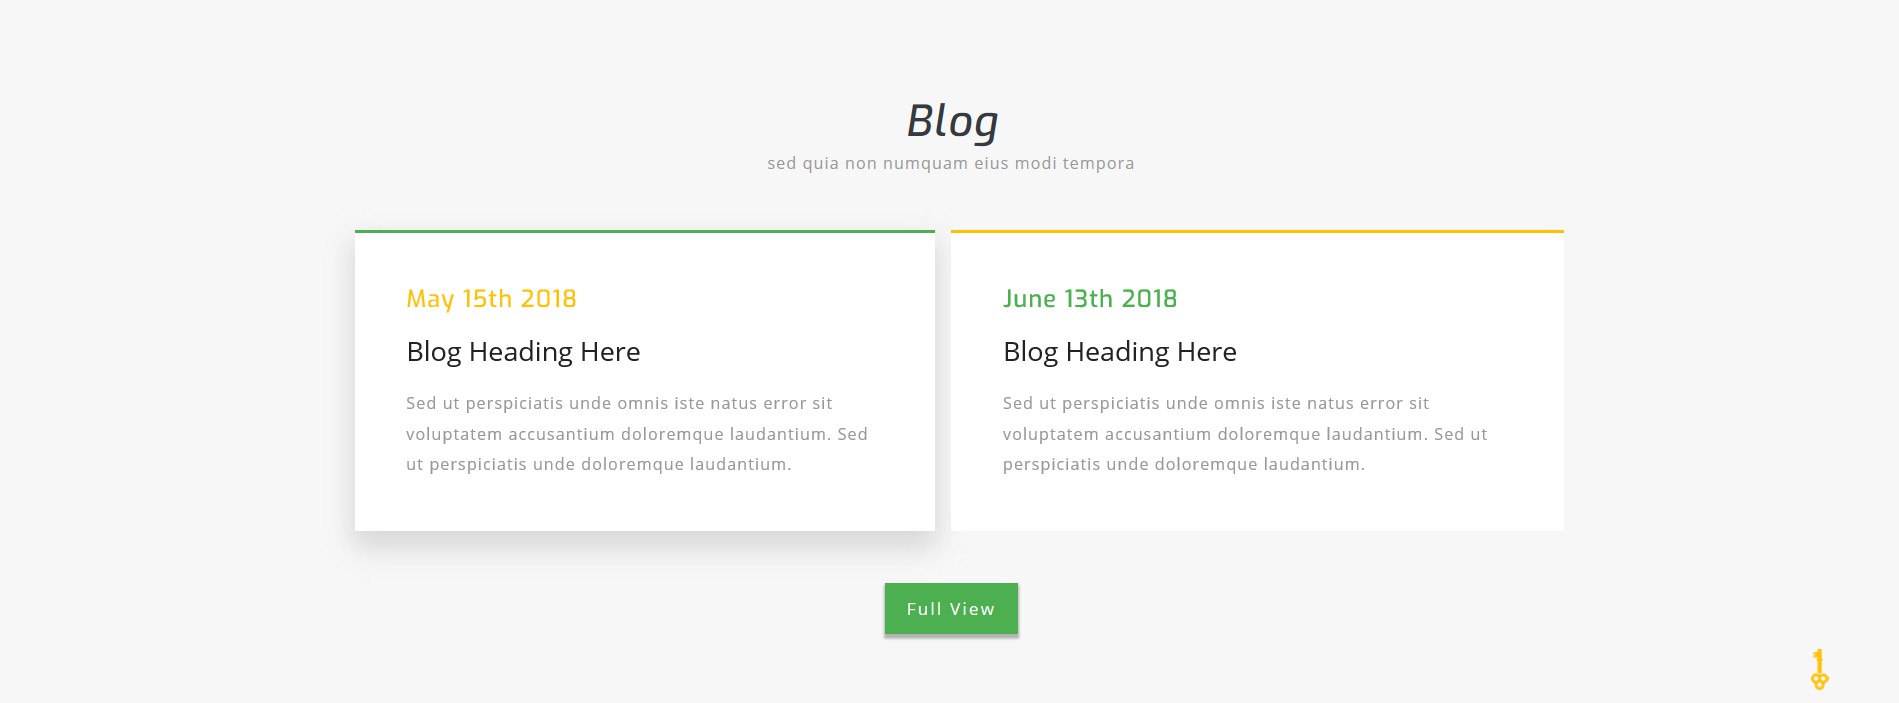 Blog
sed quia non numquam eius modi tempora
May 15th 2018
Blog Heading Here
Sed ut perspiciatis unde omnis iste natus error sit
voluptatem accusantium doloremque laudantium. Sed
ut perspiciatis unde doloremque laudantium.
June 13th 2018
Blog Heading Here
Sed ut perspiciatis unde omnis iste natus error sit
voluptatem accusantium doloremque laudantium. Sed ut
perspiciatis unde doloremque laudantium.
Full View